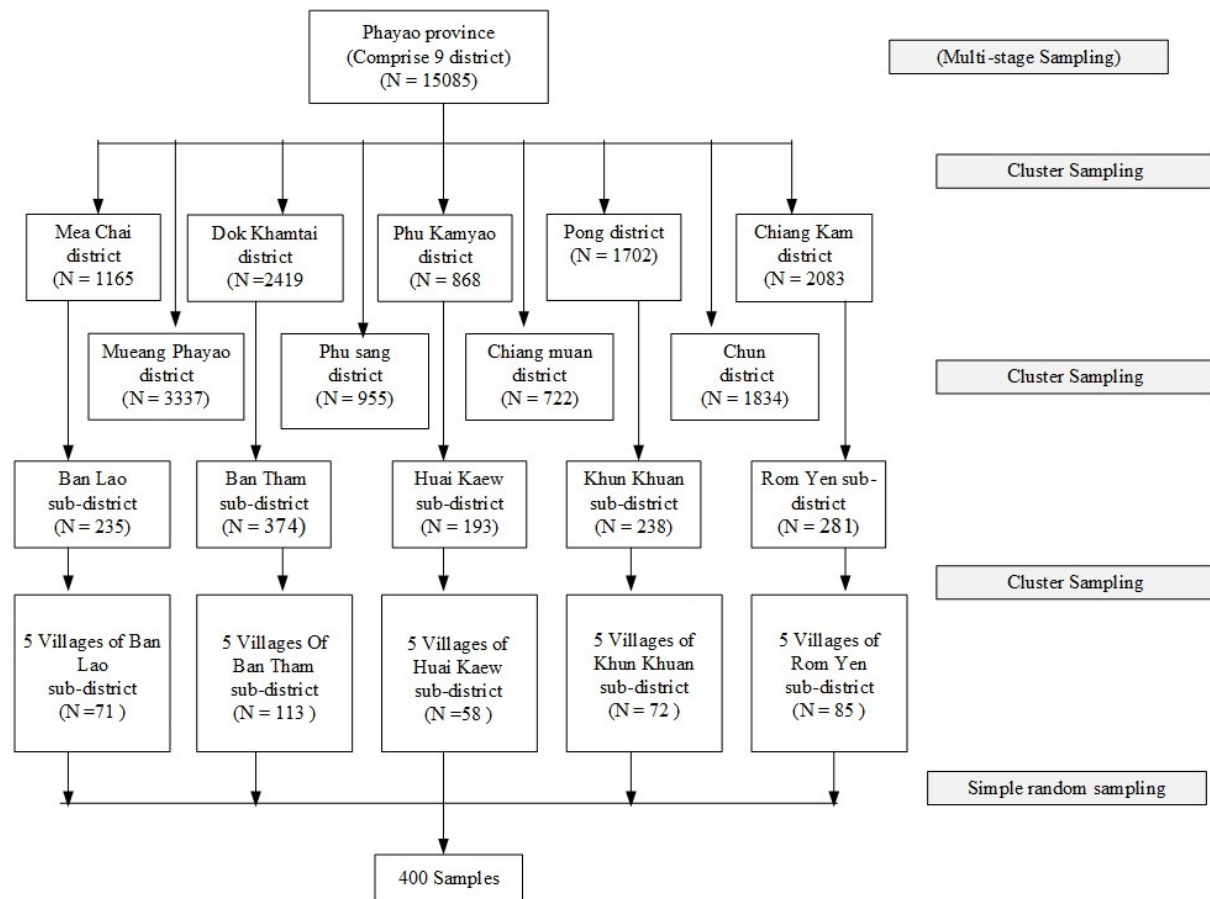 Phayao province
(Comprise 9 district)
(N = 15085)
(Multi-stage Sampling)
Cluster Sampling
Mea Chai
district
(N = 1165
Dok Khamtai
district
(N =2419
Phu Kamyao
district
(N = 868
Pong district
(N = 1702)
Chiang Kam
district
(N = 2083
Mueang Phayao
district
(N = 3337)
Phu sang
district
(N = 955)
Chiang muan
district
(N = 722)
Chun
district
(N = 1834)
Cluster Sampling
Ban Lao
sub-district
(N = 235)
Ban Tham
sub-district
(N = 374)
Huai Kaew
sub-district
(N = 193)
Khun Khuan
sub-district
(N = 238)
Rom Yen sub-
district
(N = 281)
Cluster Sampling
5 Villages of Ban
Lao
sub-district
(N =71 )
5 Villages Of
Ban Tham
sub-district
(N = 113 )
5 Villages of
Huai Kaew
sub-district
(N =58 )
5 Villages of
Khun Khuan
sub-district
(N = 72 )
5 Villages of
Rom Yen
sub-district
(N = 85 )
Simple random sampling
400 Samples